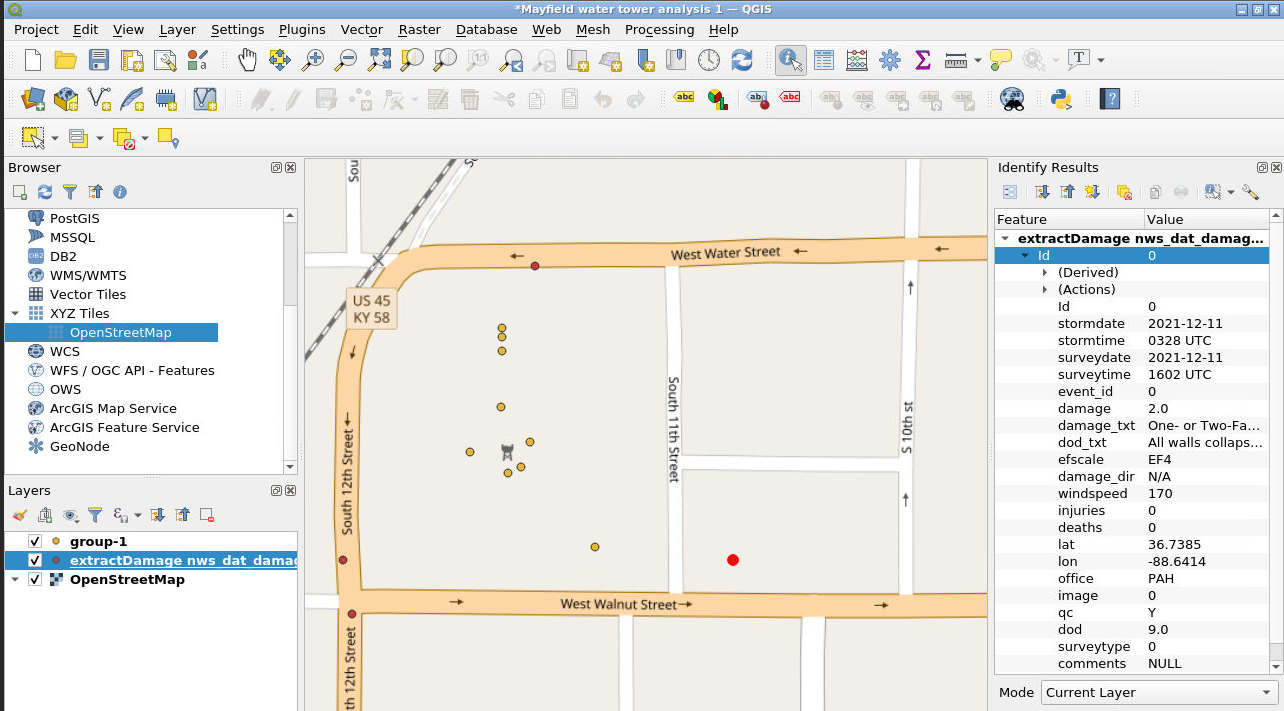 *Mayfield water tower analysis 1 — QGIS
Project Edit View Layer Settings Plugins Vector Raster Database Web Mesh Processing Help
Browser
PostGIS
MSSQL
DB2
WMS/WMTS
Vector Tiles
XYZ Tiles
OpenStreetMap
WCS
WFS / OGC API - Features
OWS
ArcGIS Map Service
ArcGIS Feature Service
GeoNode
Layers
group-1
extractDamage nws_dat_damag
OpenStreetMap
Sou
West Water Street
US 45
KY 58
South 12th Street
South 11th Street
S 10th st
West Walnut Street
th 12th Street
Identify Results
Feature Value
extractDamage nws_dat_damag...
Id 0
(Derived)
(Actions)
Id 0
stormdate 2021-12-11
stormtime 0328 UTC
surveydate 2021-12-11
surveytime 1602 UTC
event_id 0
damage 2.0
damage_txt One- or Two-Fa...
dod_txt All walls collaps...
efscale EF4
damage_dir N/A
windspeed 170
injuries 0
deaths 0
lat 36.7385
lon -88.6414
office PAH
image 0
qc Y
dod 9.0
surveytype 0
comments NULL
Mode Current Layer